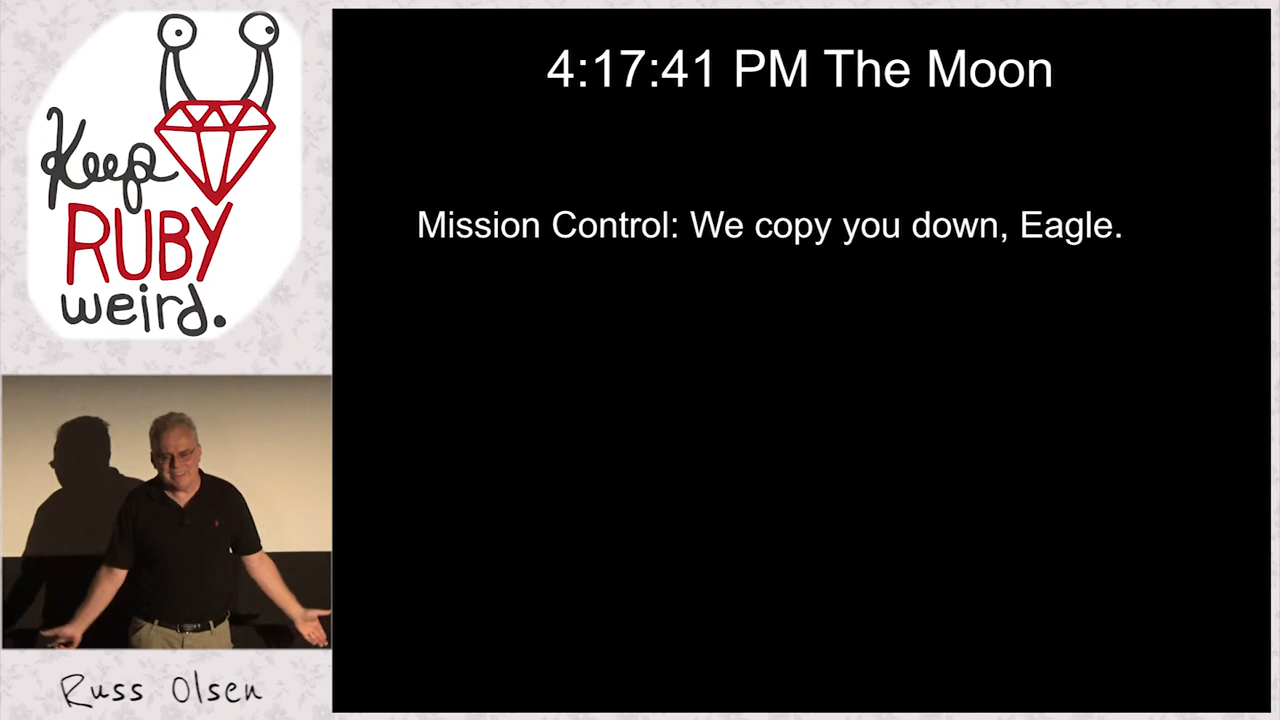 Keep
RUBY
weird.
4:17:41 PM The Moon
Mission Control: We copy you down, Eagle.
Russ Olsen